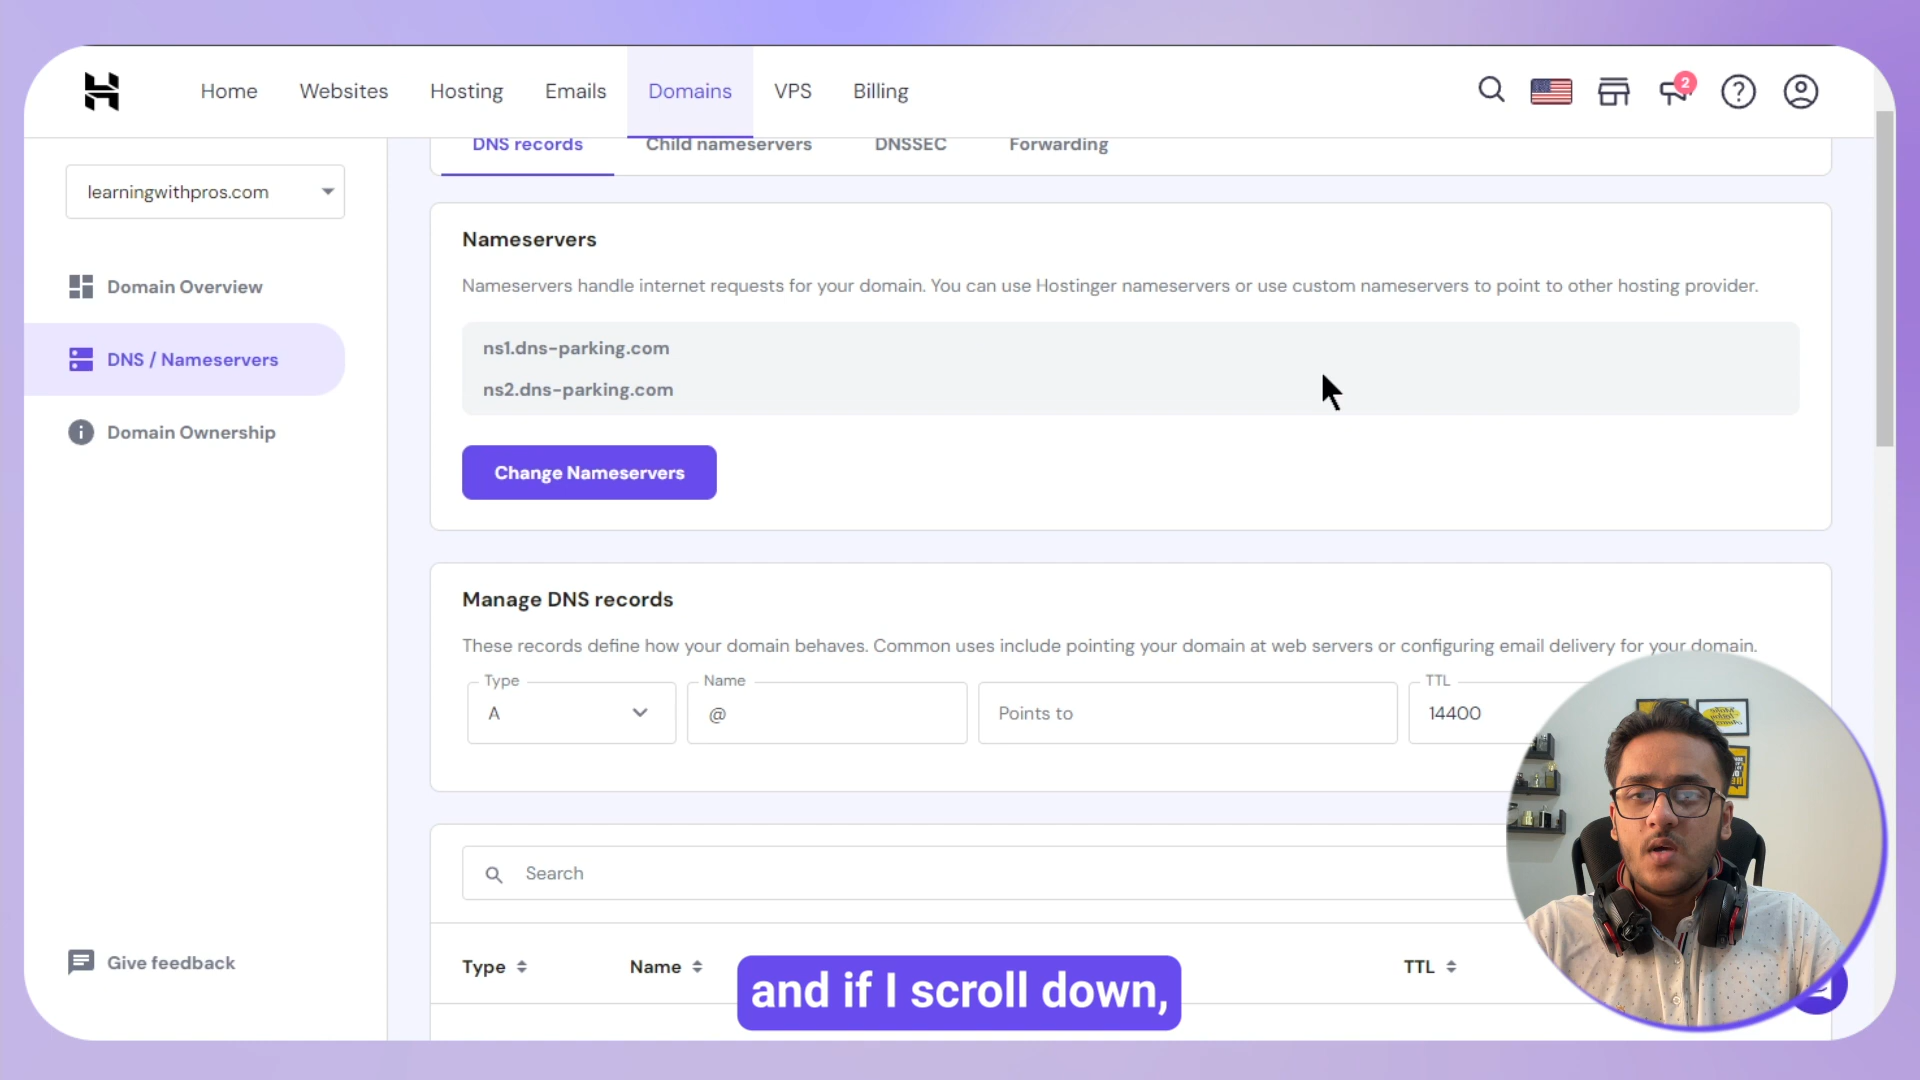 Home Websites Hosting Emails Domains VPS Billing
2
learningwithpros.com
Domain Overview
DNS / Nameservers
Domain Ownership
Give feedback
DNS records Child nameservers DNSSEC Forwarding
Nameservers
Nameservers handle internet requests for your domain. You can use Hostinger nameservers or use custom nameservers to point to other hosting provider.
ns1.dns-parking.com
ns2.dns-parking.com
Change Nameservers
Manage DNS records
These records define how your domain behaves. Common uses include pointing your domain at web servers or configuring email delivery for your domain.
Type Name TTL
A @ Points to 14400
Search
Type Name TTL
and if I scroll down,